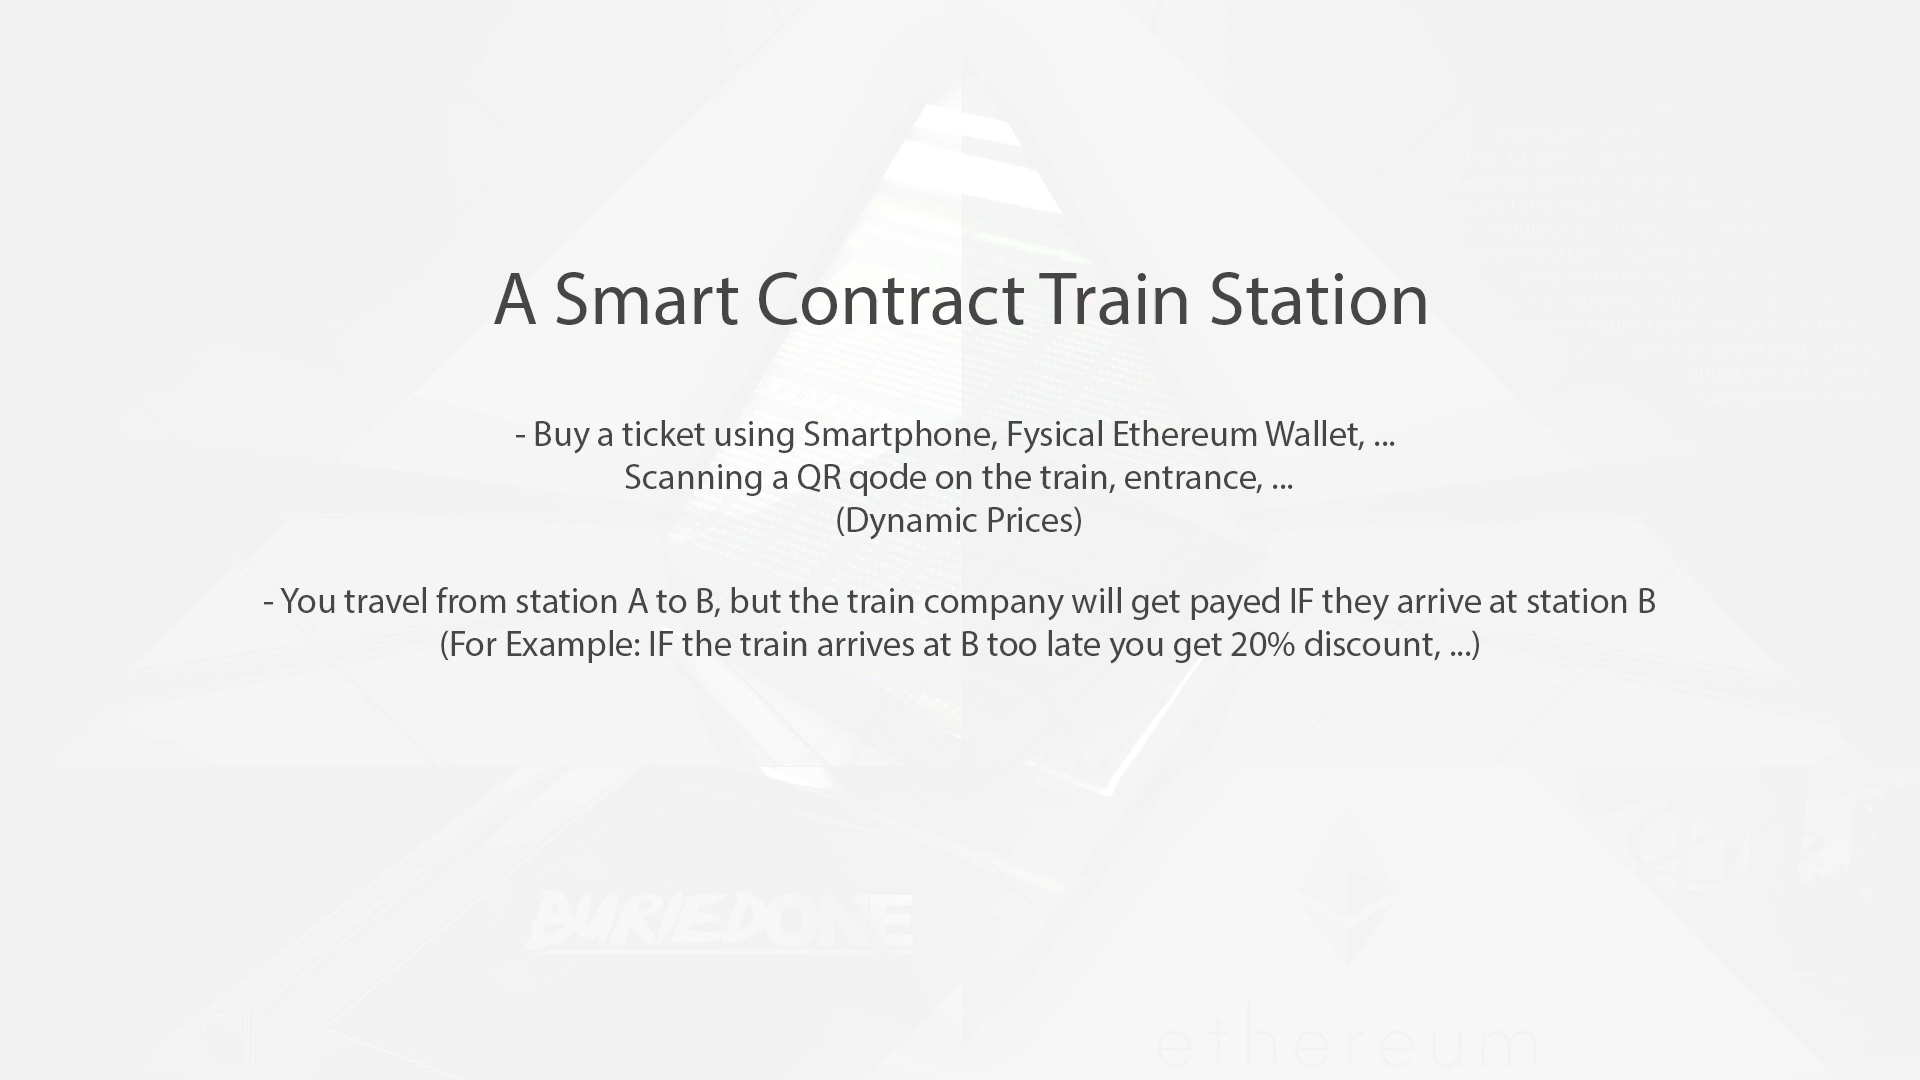 A Smart Contract Train Station
- Buy a ticket using Smartphone, Fysical Ethereum Wallet, ...
Scanning a QR qode on the train, entrance, ...
(Dynamic Prices)
- You travel from station A to B, but the train company will get payed IF they arrive at station B
(For Example: IF the train arrives at B too late you get 20% discount, ...)
BURIEDONE
ethereum